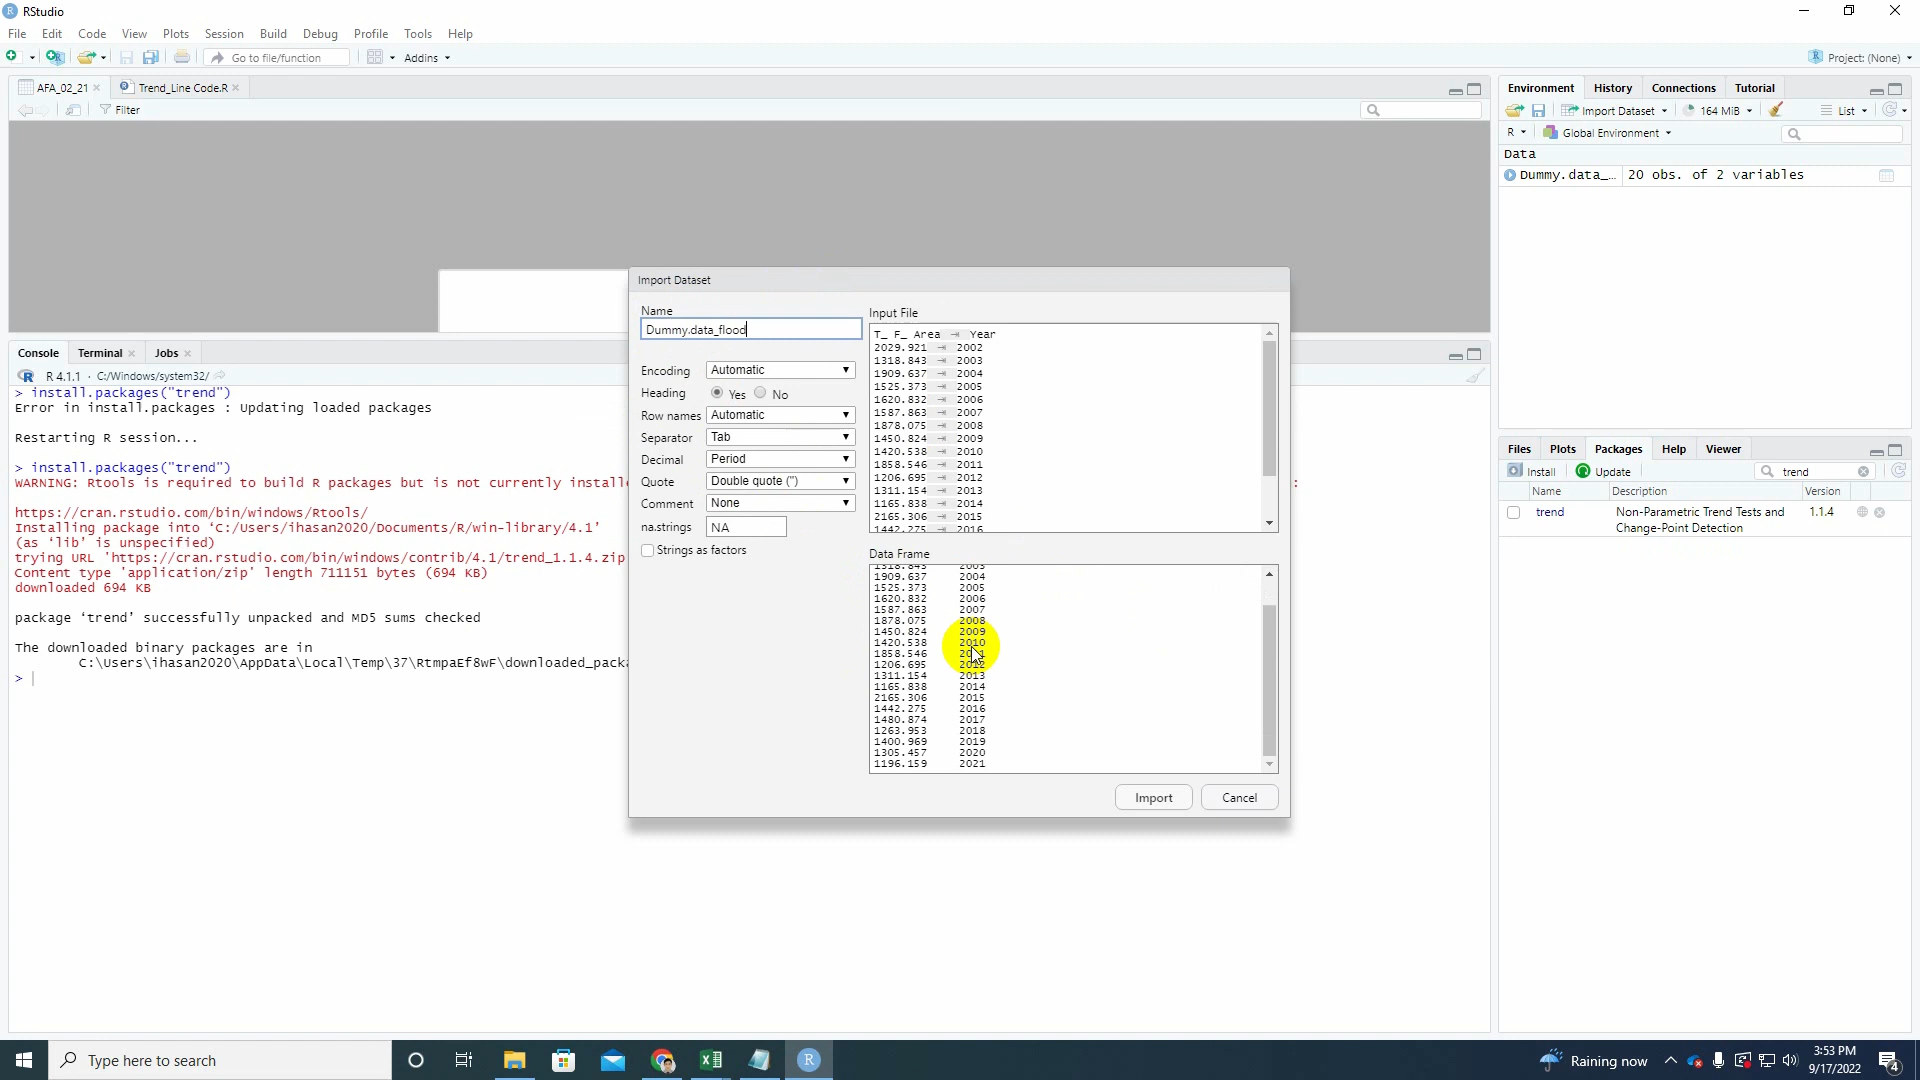 RStudio
File Edit Code View Plots Session Build Debug Profile Tools Help
Go to file/function Addins Project: (None)
AFA_02_21 Trend_Line Code.R
Filter
Environment History Connections Tutorial
Import Dataset 164 MiB List
R Global Environment
Data
Dummy.data_... 20 obs. of 2 variables
Console Terminal Jobs
R 4.1.1 · C:/Windows/system32/
> install.packages("trend")
Error in install.packages : Updating loaded packages
Restarting R session...
> install.packages("trend")
WARNING: Rtools is required to build R packages but is not currently
https://cran.rstudio.com/bin/windows/Rtools/
Installing package into ‘C:/Users/ihasan2020/Documents/R/win-library/4.1’
(as ‘lib’ is unspecified)
trying URL 'https://cran.rstudio.com/bin/windows/contrib/4.1/trend_1.1.4.zip
Content type 'application/zip' length 711151 bytes (694 KB)
downloaded 694 KB
package ‘trend’ successfully unpacked and MD5 sums checked
The downloaded binary packages are in
C:\Users\ihasan2020\AppData\Local\Temp\37\RtmpaEf8wF\downloaded_packa
>
Import Dataset
Name
Dummy.data_flood
Encoding Automatic
Heading Yes No
Row names Automatic
Separator Tab
Decimal Period
Quote Double quote (")
Comment None
na.strings NA
Strings as factors
Input File
T_ F_ Area Year
2029.921 2002
1318.843 2003
1909.637 2004
1525.373 2005
1620.832 2006
1587.863 2007
1878.075 2008
1450.824 2009
1420.538 2010
1858.546 2011
1206.695 2012
1311.154 2013
1165.838 2014
2165.306 2015
1442.275 2016
Data Frame
1318.843 2003
1909.637 2004
1525.373 2005
1620.832 2006
1587.863 2007
1878.075 2008
1450.824 2009
1420.538 2010
1858.546 2011
1206.695 2012
1311.154 2013
1165.838 2014
2165.306 2015
1442.275 2016
1480.874 2017
1263.953 2018
1400.969 2019
1305.457 2020
1196.159 2021
Import Cancel
Files Plots Packages Help Viewer
Install Update trend
Name Description Version
trend Non-Parametric Trend Tests and 1.1.4
Change-Point Detection
Type here to search
Raining now
3:53 PM
9/17/2022
4